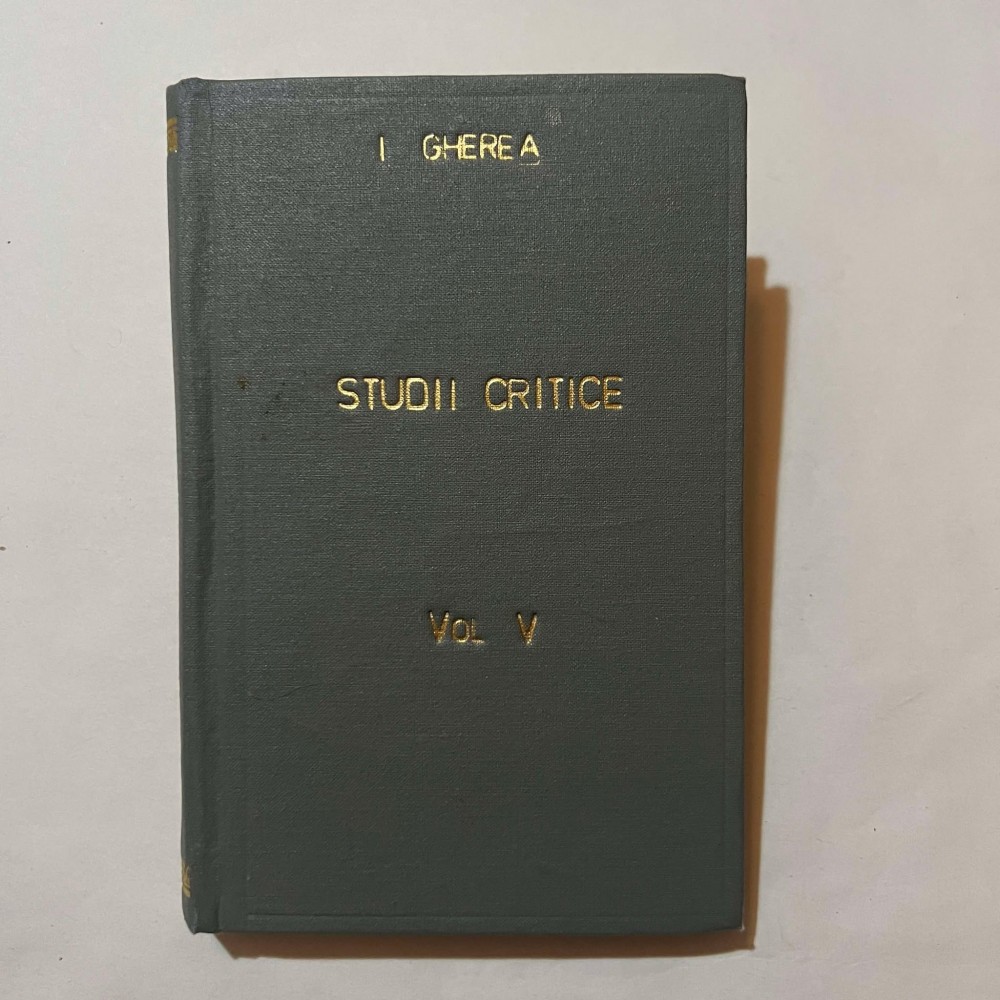 I GHEREA
STUDII CRITICE
VOL V